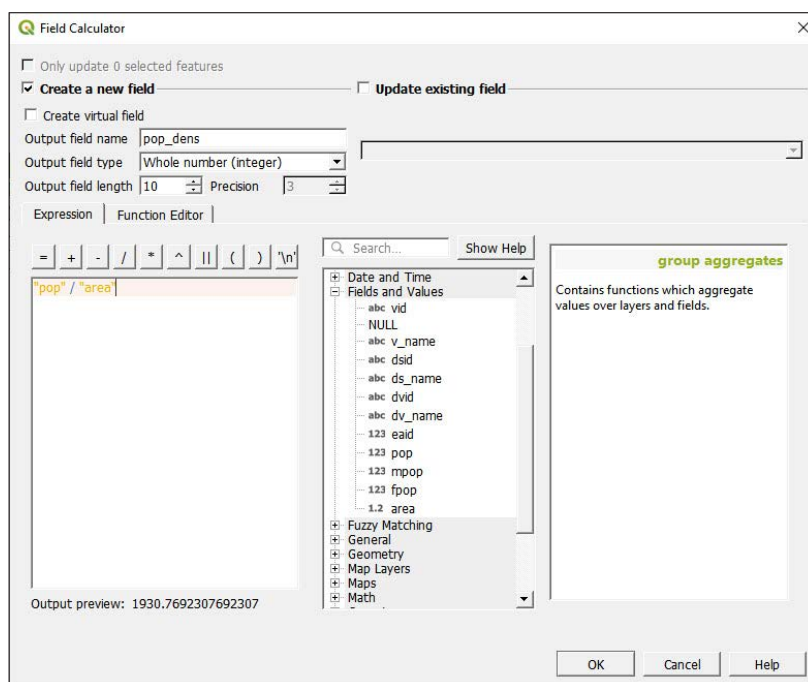 Field Calculator
Only update 0 selected features
Create a new field
Update existing field
Create virtual field
Output field name pop_dens
Output field type Whole number (integer)
Output field length 10 Precision 3
Expression Function Editor
= + - / * ^ || ( ) '\n'
"pop" / "area"
Search... Show Help
Date and Time
Fields and Values
abc vid
NULL
abc v_name
abc dsid
abc ds_name
abc dvid
abc dv_name
123 eaid
123 pop
123 mpop
123 fpop
1.2 area
Fuzzy Matching
General
Geometry
Map Layers
Maps
Math
group aggregates
Contains functions which aggregate
values over layers and fields.
Output preview: 1930.7692307692307
OK Cancel Help